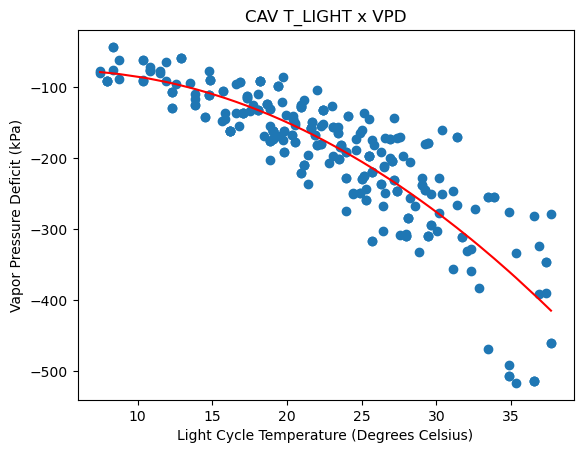 CAV T_LIGHT x VPD
Vapor Pressure Deficit (kPa)
−100
−200
−300
−400
−500
10 15 20 25 30 35
Light Cycle Temperature (Degrees Celsius)